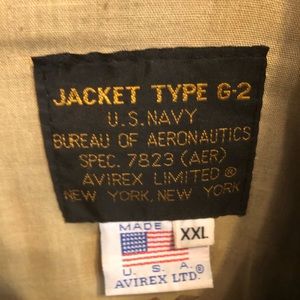 JACKET TYPE G-2
U.S. NAVY
BUREAU OF AERONAUTICS
SPEC. 7823 (AER)
AVIREX LIMITED ®
NEW YORK, NEW YORK
MADE
XXL
U. S. A.
AVIREX LTD.®